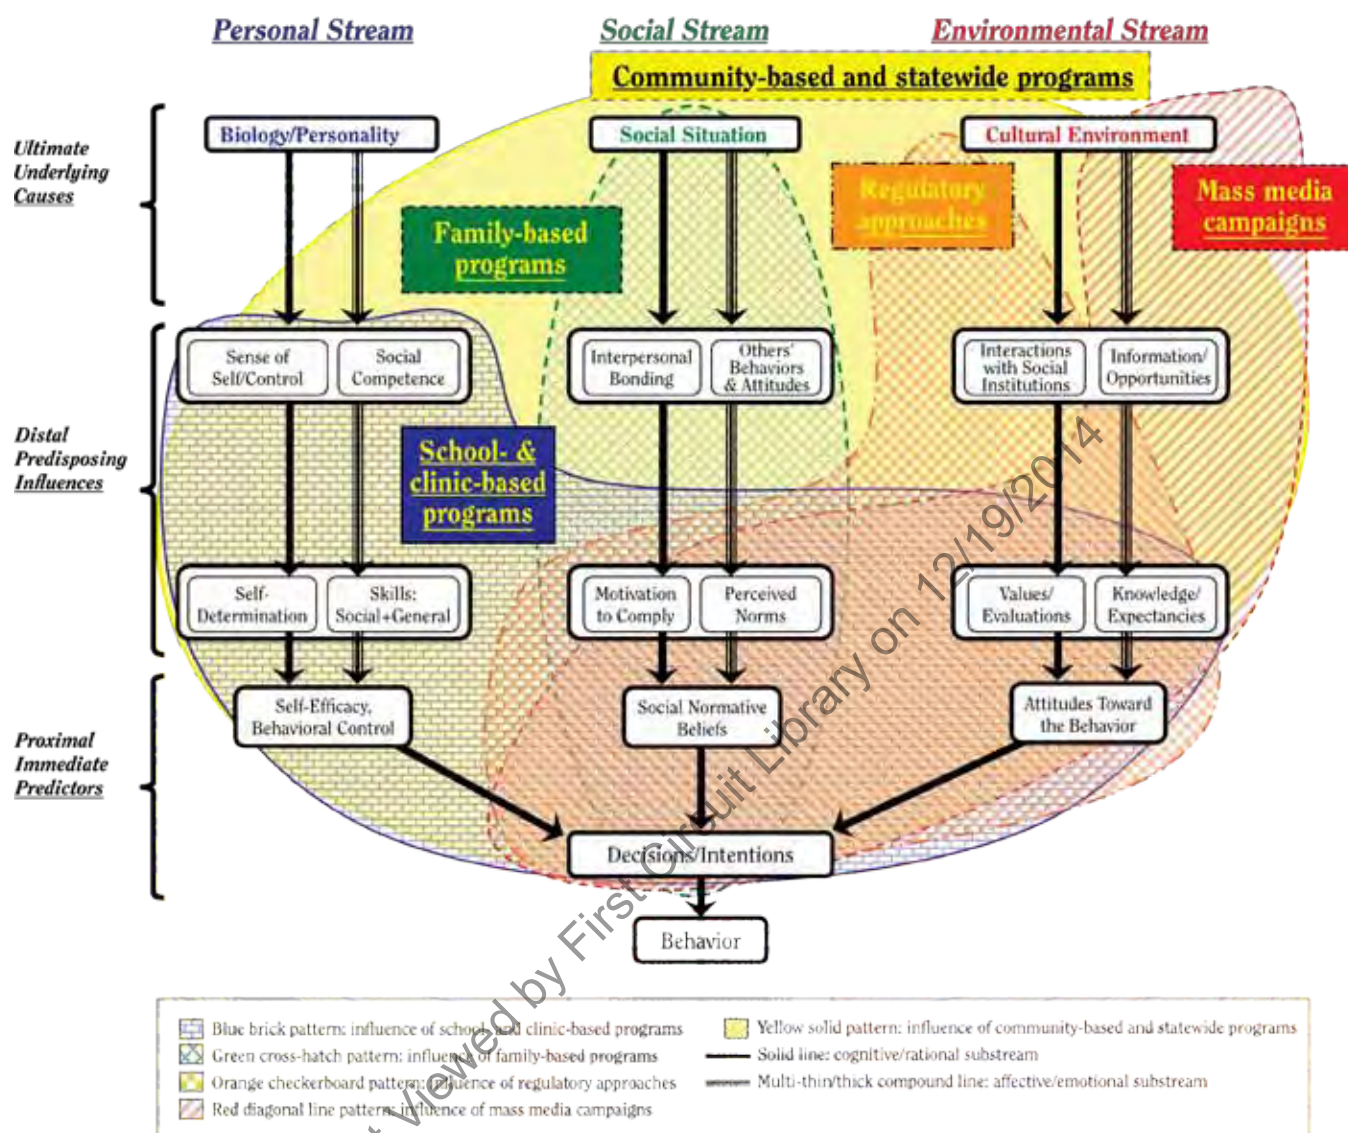 Personal Stream
Social Stream
Environmental Stream
Community-based and statewide programs
Ultimate
Underlying
Causes
Biology/Personality
Social Situation
Cultural Environment
Family-based
programs
Regulatory
approaches
Mass media
campaigns
Distal
Predisposing
Influences
Sense of
Self/Control
Social
Competence
Interpersonal
Bonding
Others'
Behaviors
& Attitudes
Interactions
with Social
Institutions
Information/
Opportunities
School- &
clinic-based
programs
Self-
Determination
Skills:
Social+General
Motivation
to Comply
Perceived
Norms
Values/
Evaluations
Knowledge/
Expectancies
Proximal
Immediate
Predictors
Self-Efficacy,
Behavioral Control
Social Normative
Beliefs
Attitudes Toward
the Behavior
Decisions/Intentions
Behavior
Blue brick pattern: influence of school- and clinic-based programs
Green cross-hatch pattern: influence of family-based programs
Orange checkerboard pattern: influence of regulatory approaches
Red diagonal line pattern: influence of mass media campaigns
Yellow solid pattern: influence of community-based and statewide programs
Solid line: cognitive/rational substream
Multi-thin/thick compound line: affective/emotional substream
Viewed by First Circuit Library on 12/19/2014